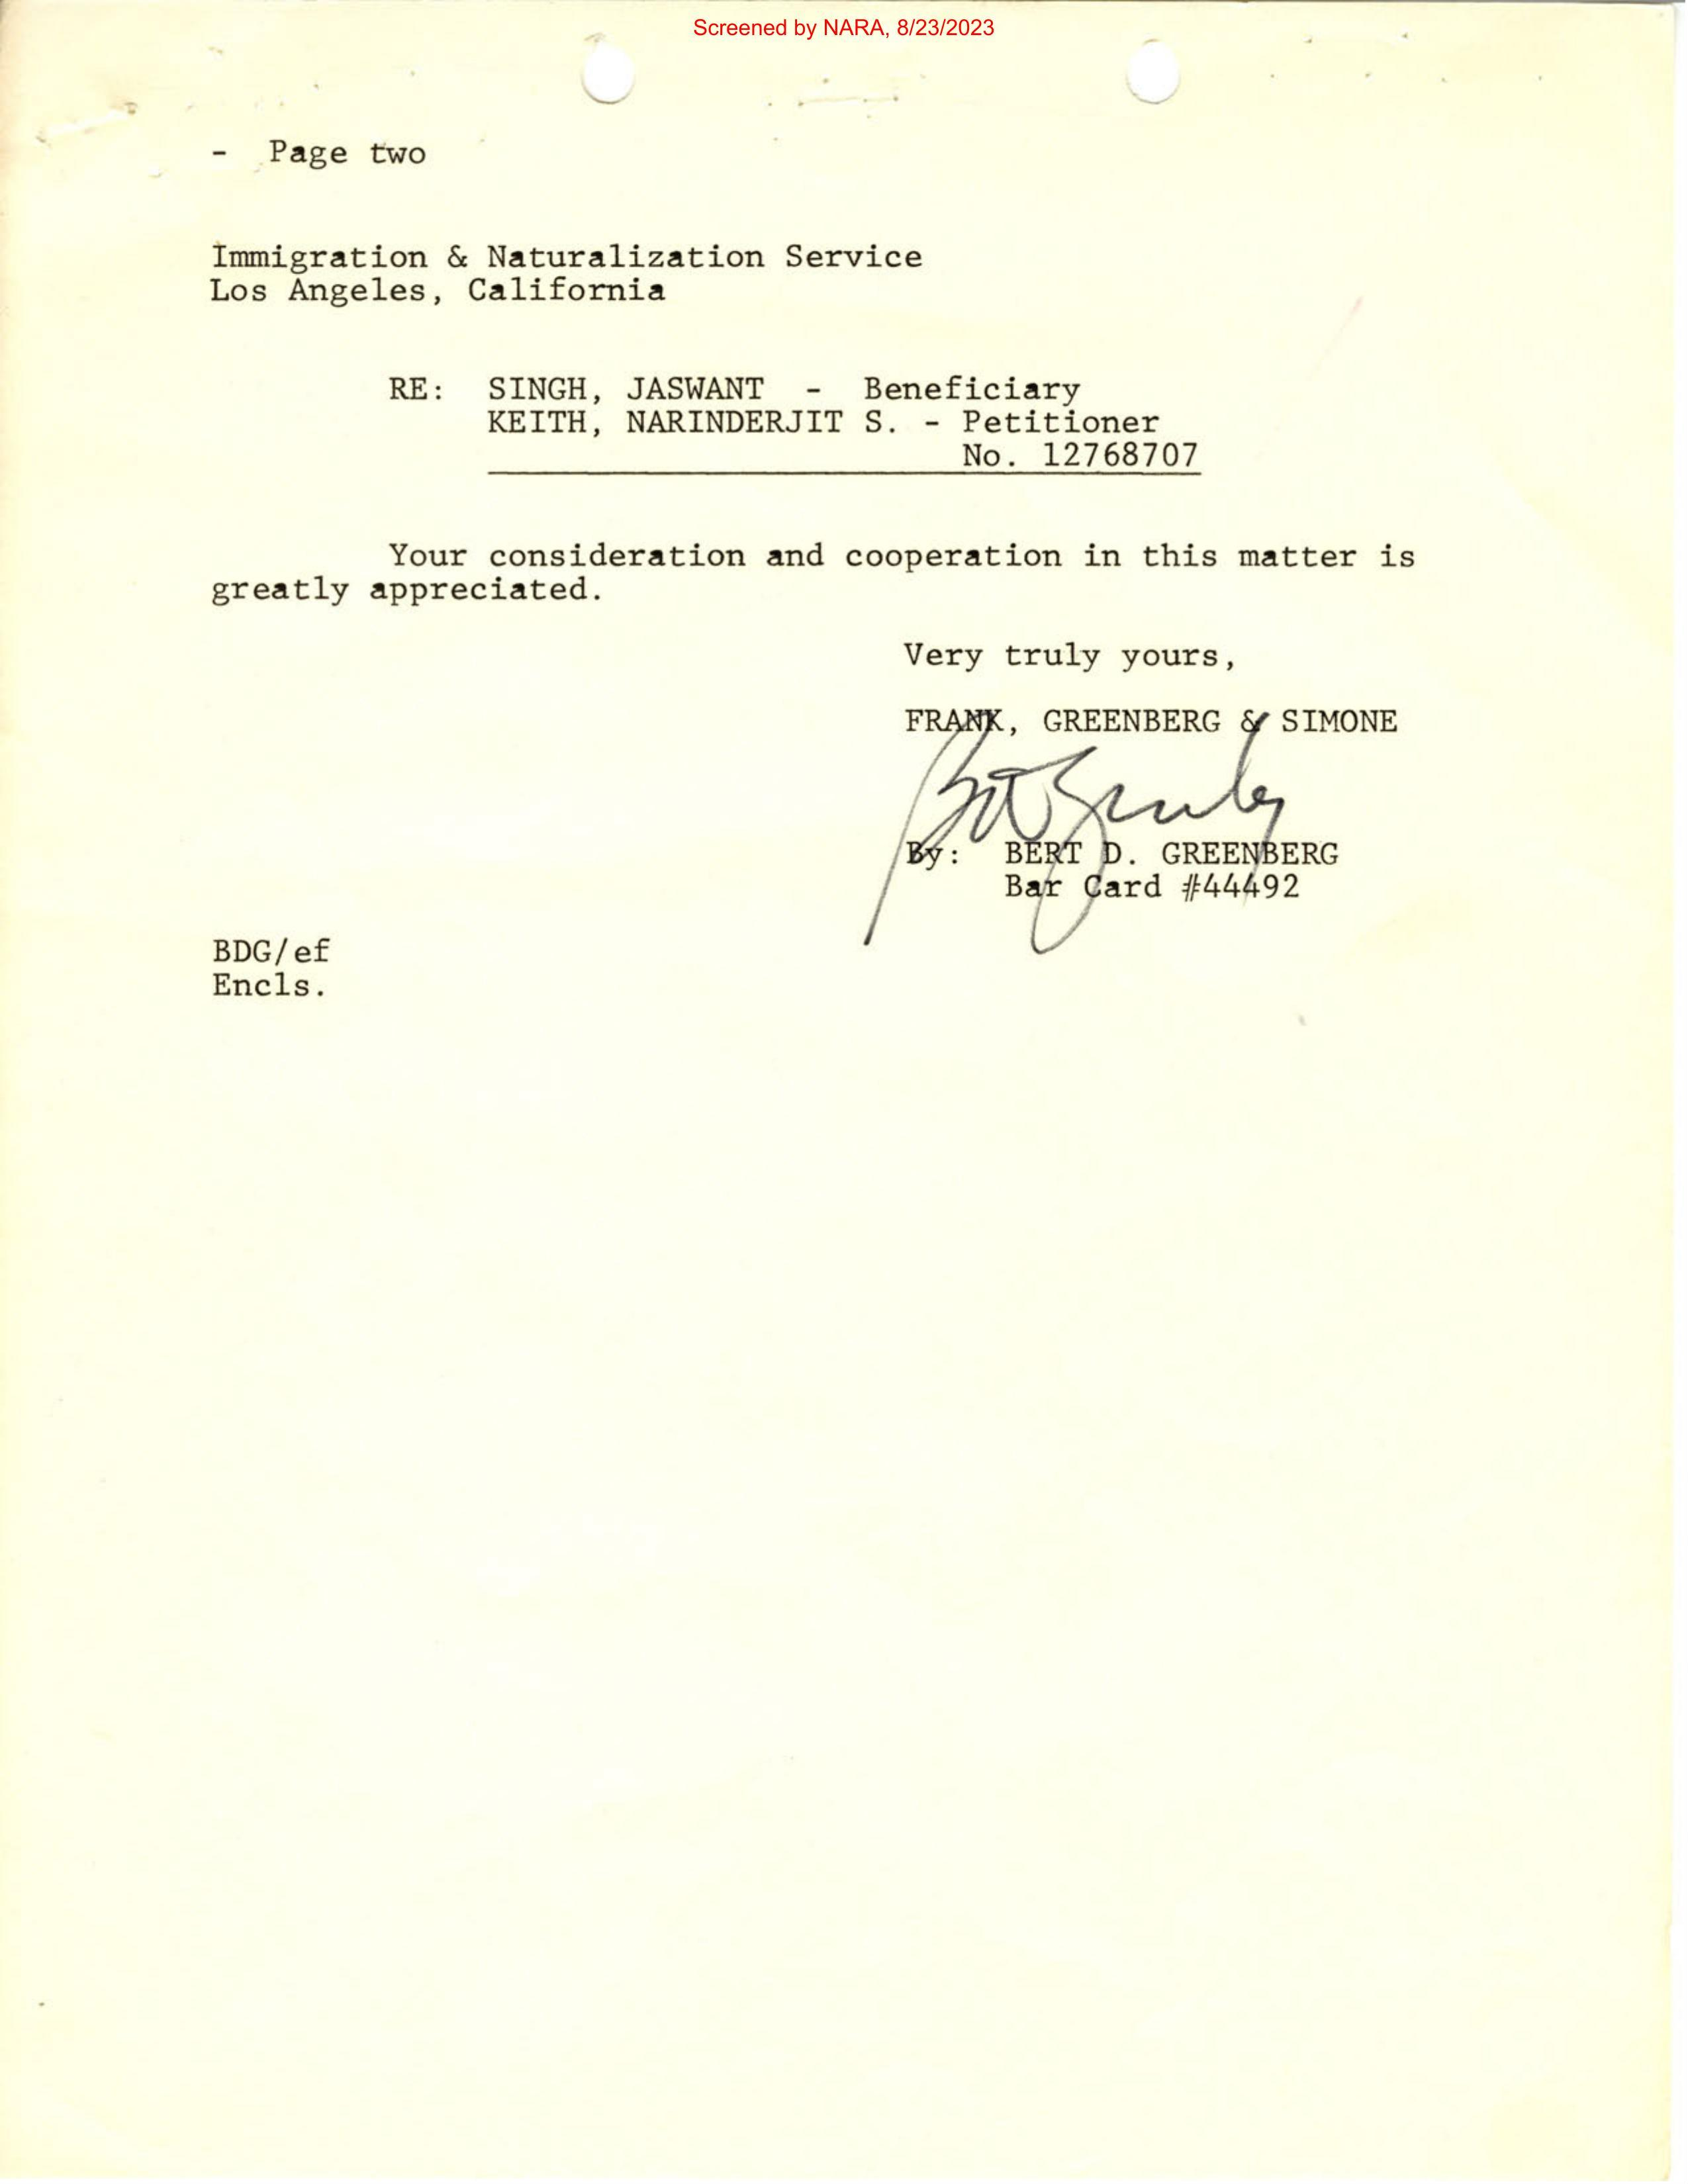 Screened by NARA, 8/23/2023
- Page two
Immigration & Naturalization Service
Los Angeles, California
RE: SINGH, JASWANT - Beneficiary
KEITH, NARINDERJIT S. - Petitioner
No. 12768707
Your consideration and cooperation in this matter is
greatly appreciated.
Very truly yours,
FRANK, GREENBERG & SIMONE
By: BERT D. GREENBERG
Bar Card #44492
BDG/ef
Encls.